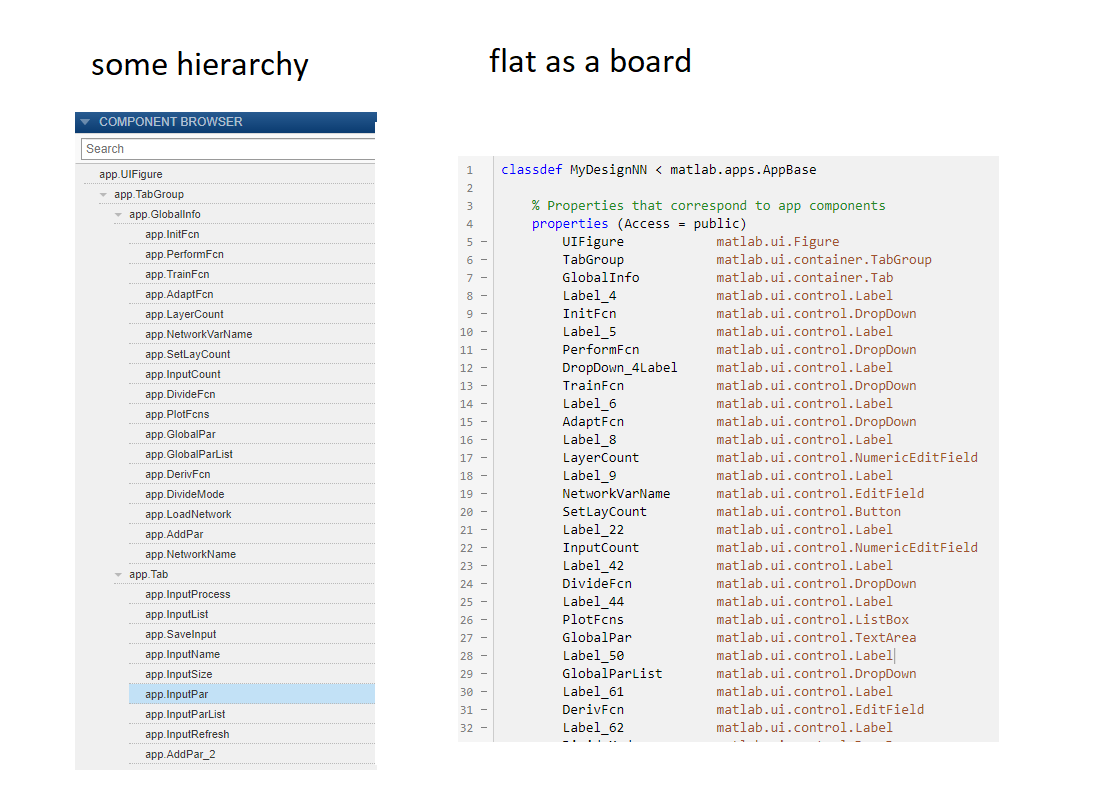 some hierarchy
flat as a board
COMPONENT BROWSER
Search
app.UIFigure
app.TabGroup
app.GlobalInfo
app.InitFcn
app.PerformFcn
app.TrainFcn
app.AdaptFcn
app.LayerCount
app.NetworkVarName
app.SetLayCount
app.InputCount
app.DivideFcn
app.PlotFcns
app.GlobalPar
app.GlobalParList
app.DerivFcn
app.DivideMode
app.LoadNetwork
app.AddPar
app.NetworkName
app.Tab
app.InputProcess
app.InputList
app.SaveInput
app.InputName
app.InputSize
app.InputPar
app.InputParList
app.InputRefresh
app.AddPar_2
1 classdef MyDesignNN < matlab.apps.AppBase
2
3 % Properties that correspond to app components
4 properties (Access = public)
5 – UIFigure matlab.ui.Figure
6 – TabGroup matlab.ui.container.TabGroup
7 – GlobalInfo matlab.ui.container.Tab
8 – Label_4 matlab.ui.control.Label
9 – InitFcn matlab.ui.control.DropDown
10 – Label_5 matlab.ui.control.Label
11 – PerformFcn matlab.ui.control.DropDown
12 – DropDown_4Label matlab.ui.control.Label
13 – TrainFcn matlab.ui.control.DropDown
14 – Label_6 matlab.ui.control.Label
15 – AdaptFcn matlab.ui.control.DropDown
16 – Label_8 matlab.ui.control.Label
17 – LayerCount matlab.ui.control.NumericEditField
18 – Label_9 matlab.ui.control.Label
19 – NetworkVarName matlab.ui.control.EditField
20 – SetLayCount matlab.ui.control.Button
21 – Label_22 matlab.ui.control.Label
22 – InputCount matlab.ui.control.NumericEditField
23 – Label_42 matlab.ui.control.Label
24 – DivideFcn matlab.ui.control.DropDown
25 – Label_44 matlab.ui.control.Label
26 – PlotFcns matlab.ui.control.ListBox
27 – GlobalPar matlab.ui.control.TextArea
28 – Label_50 matlab.ui.control.Label
29 – GlobalParList matlab.ui.control.DropDown
30 – Label_61 matlab.ui.control.Label
31 – DerivFcn matlab.ui.control.EditField
32 – Label_62 matlab.ui.control.Label